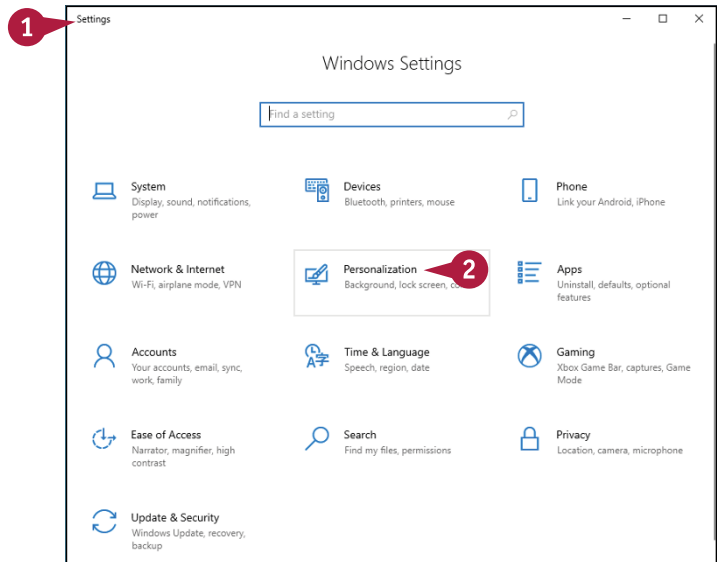 1
Settings
Windows Settings
Find a setting
System
Display, sound, notifications,
power
Devices
Bluetooth, printers, mouse
Phone
Link your Android, iPhone
Network & Internet
Wi-Fi, airplane mode, VPN
Personalization
2
Background, lock screen,
Apps
Uninstall, defaults, optional
features
Accounts
Your accounts, email, sync,
work, family
Time & Language
Speech, region, date
Gaming
Xbox Game Bar, captures, Game
Mode
Ease of Access
Narrator, magnifier, high
contrast
Search
Find my files, permissions
Privacy
Location, camera, microphone
Update & Security
Windows Update, recovery,
backup